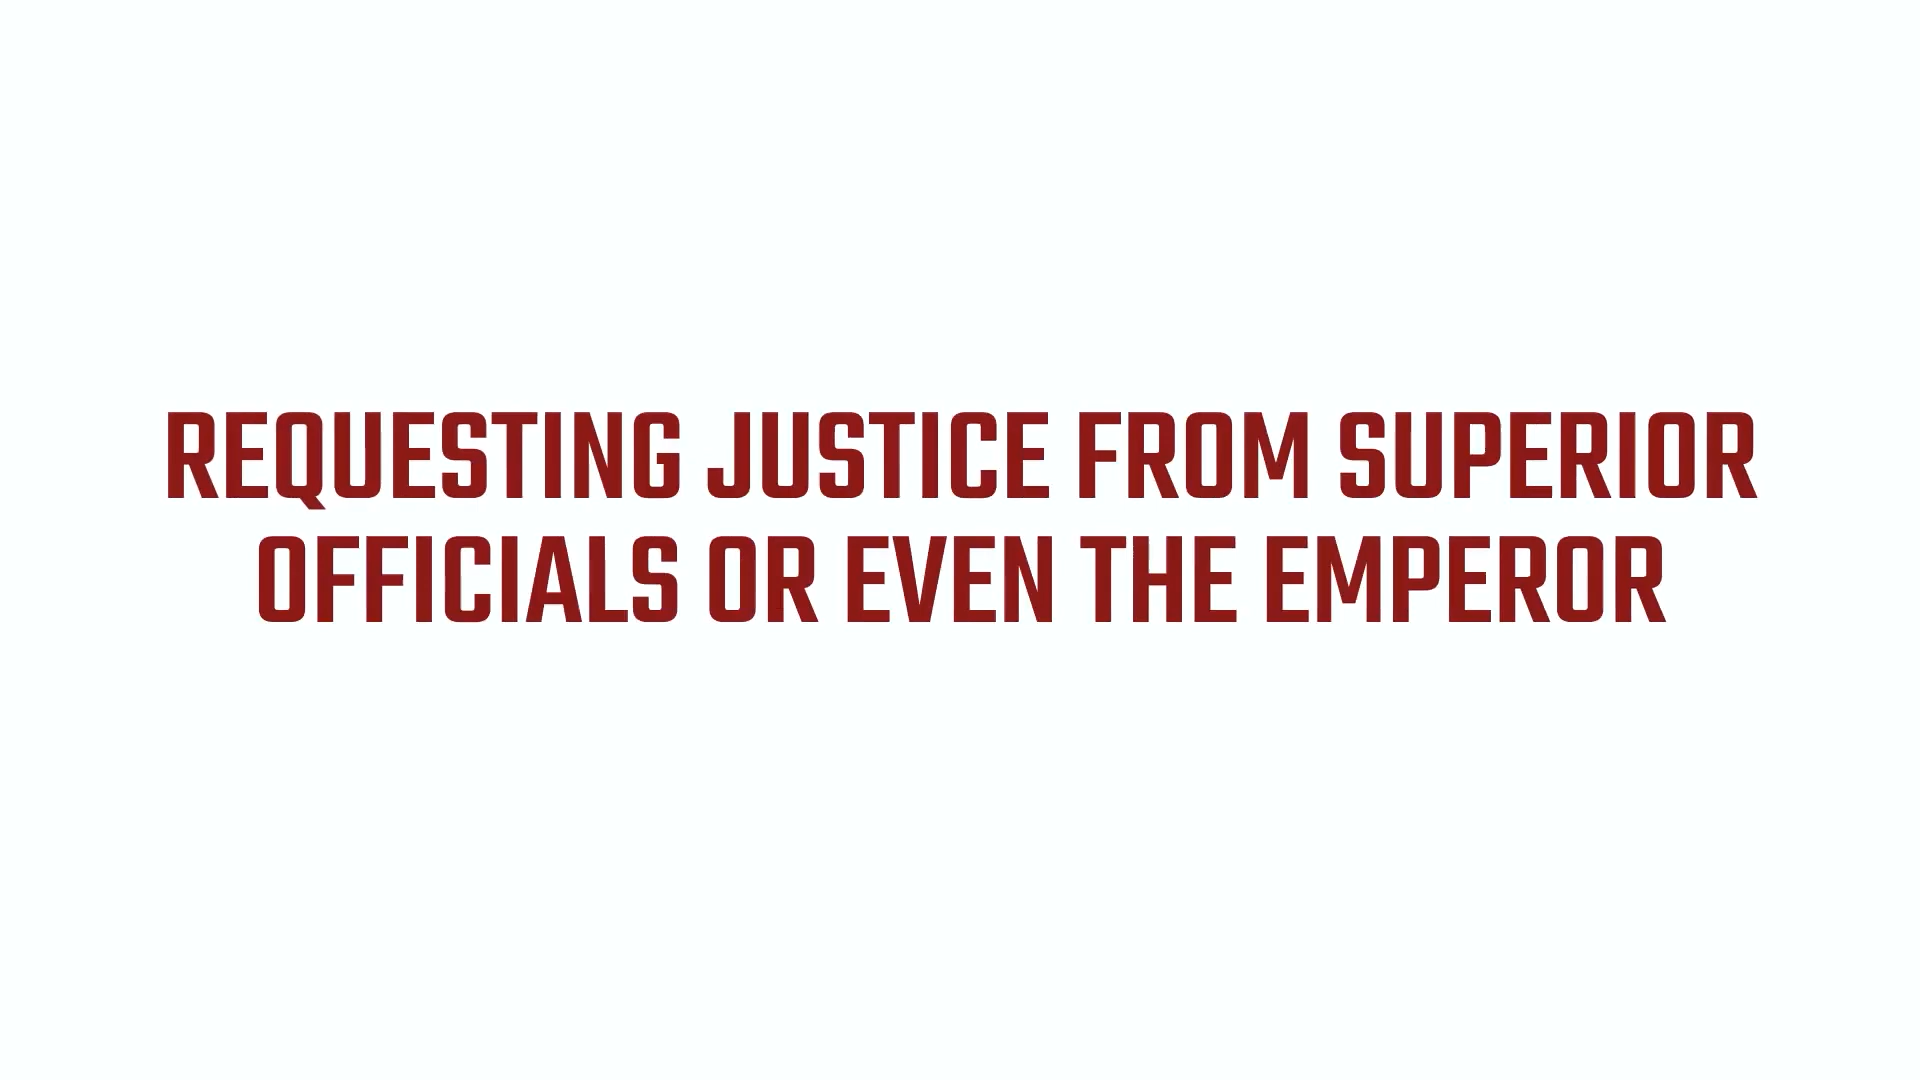 REQUESTING JUSTICE FROM SUPERIOR
OFFICIALS OR EVEN THE EMPEROR